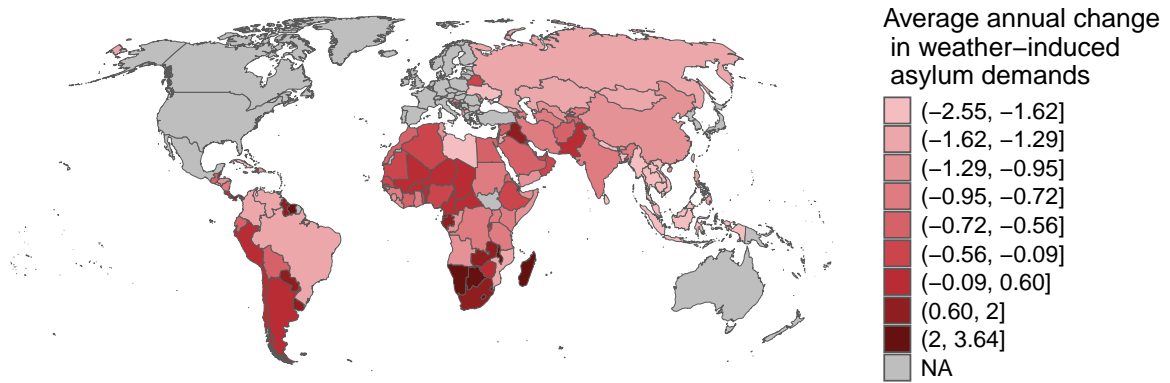 Average annual change
in weather−induced
asylum demands
(−2.55, −1.62]
(−1.62, −1.29]
(−1.29, −0.95]
(−0.95, −0.72]
(−0.72, −0.56]
(−0.56, −0.09]
(−0.09, 0.60]
(0.60, 2]
(2, 3.64]
NA